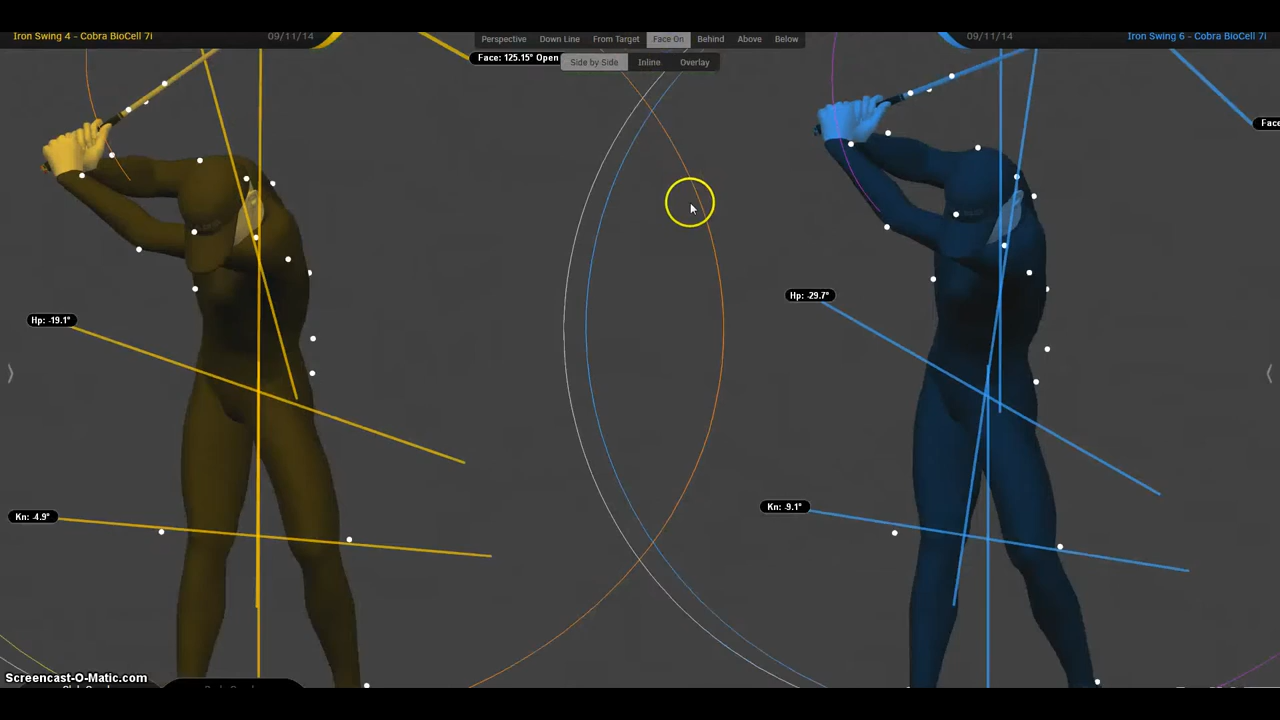 Iron Swing 4 - Cobra BioCell 7i
09/11/14
Perspective Down Line From Target Face On Behind Above Below
09/11/14
Iron Swing 6 - Cobra BioCell 7i
Face: 125.15° Open
Side by Side Inline Overlay
Face
Hp: -19.1°
Hp: -29.7°
Kn: -4.9°
Kn: -9.1°
Screencast-O-Matic.com